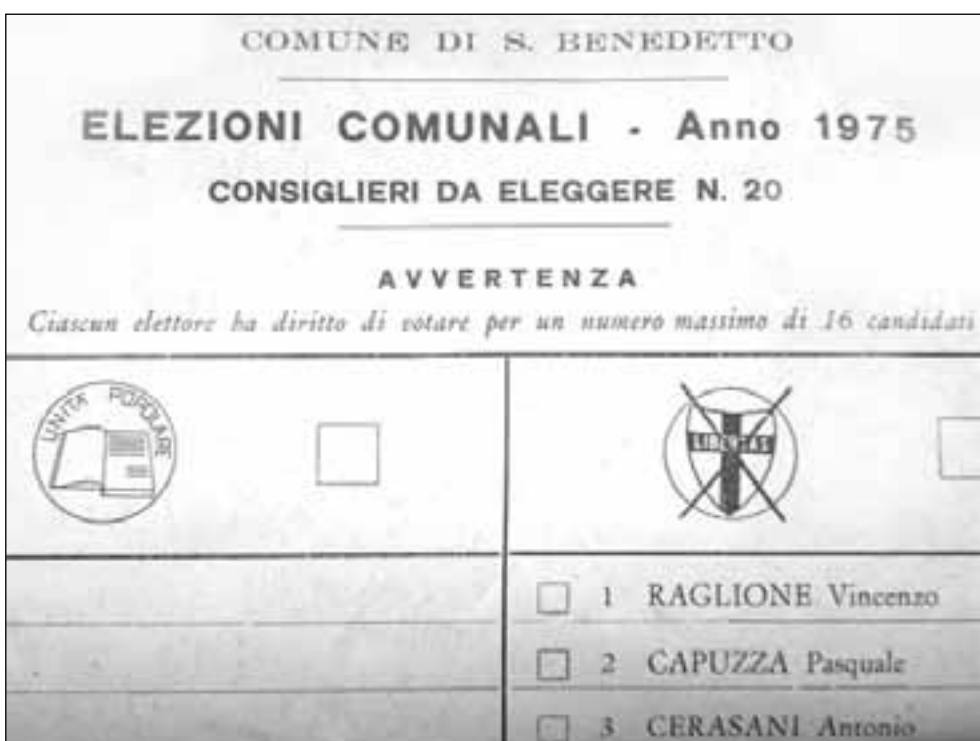 COMUNE DI S. BENEDETTO
ELEZIONI COMUNALI - Anno 1975
CONSIGLIERI DA ELEGGERE N. 20
AVVERTENZA
Ciascun elettore ha diritto di votare per un numero massimo di 16 candidati
UNITÀ POPOLARE
LIBERTAS
1 RAGLIONE Vincenzo
2 CAPUZZA Pasquale
3 CERASANI Antonio